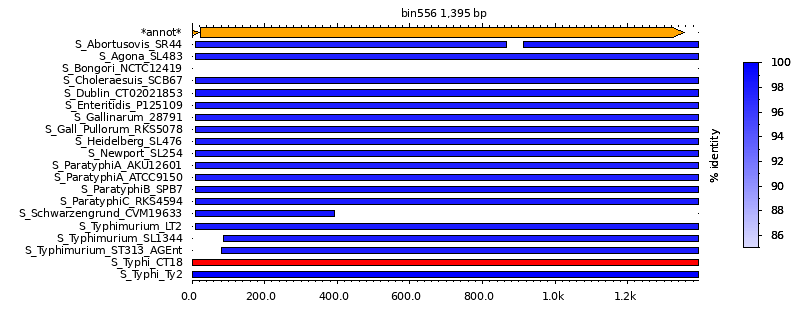 bin556 1,395 bp
*annot*
S_Abortusovis_SR44
S_Agona_SL483
S_Bongori_NCTC12419
S_Choleraesuis_SCB67
S_Dublin_CT02021853
S_Enteritidis_P125109
S_Gallinarum_28791
S_Gall_Pullorum_RKS5078
S_Heidelberg_SL476
S_Newport_SL254
S_ParatyphiA_AKU12601
S_ParatyphiA_ATCC9150
S_ParatyphiB_SPB7
S_ParatyphiC_RKS4594
S_Schwarzengrund_CVM19633
S_Typhimurium_LT2
S_Typhimurium_SL1344
S_Typhimurium_ST313_AGEnt
S_Typhi_CT18
S_Typhi_Ty2
0.0 200.0 400.0 600.0 800.0 1.0k 1.2k
100
98
96
94
92
90
88
86
% identity